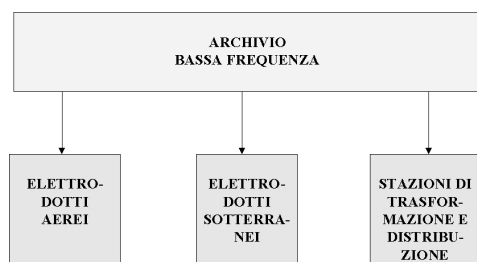 ARCHIVIO
BASSA FREQUENZA
ELETTRO-
DOTTI
AEREI
ELETTRO-
DOTTI
SOTTERRA-
NEI
STAZIONI DI
TRASFOR-
MAZIONE E
DISTRIBU-
ZIONE